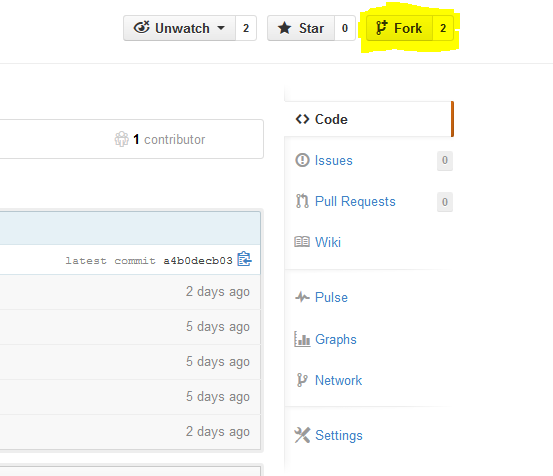 Unwatch 2 Star 0 Fork 2
Code
1 contributor
Issues 0
Pull Requests 0
Wiki
latest commit a4b0decb03
2 days ago
Pulse
5 days ago
Graphs
5 days ago
Network
5 days ago
2 days ago
Settings